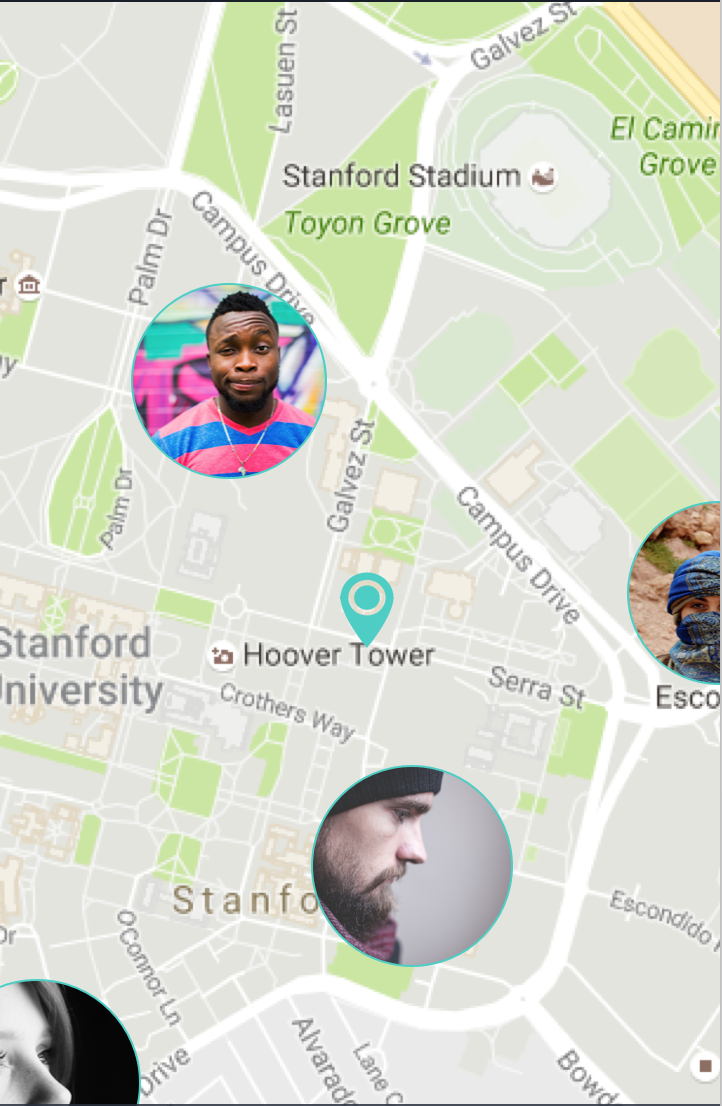 Galvez St
Lasuen St
El Camin
Grove
Stanford Stadium
Toyon Grove
Campus Drive
Palm Dr
r
y
Galvez St
Palm Dr
Campus Drive
Stanford
University
Hoover Tower
Serra St
Esco
Crothers Way
Stanfo
Escondido
Dr
O'Connor Ln
Drive
Alvarado
Lane C
Bowd